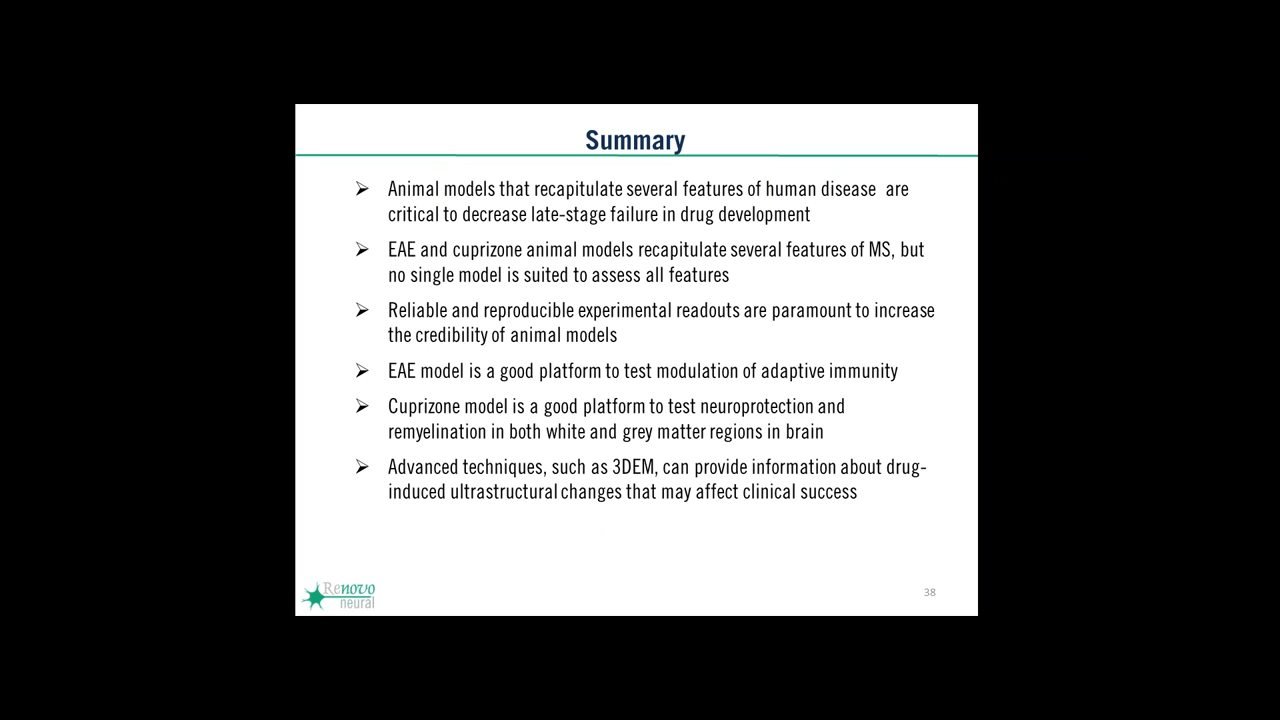 Summary
➢ Animal models that recapitulate several features of human disease  are
critical to decrease late-stage failure in drug development
➢ EAE and cuprizone animal models recapitulate several features of MS, but
no single model is suited to assess all features
➢ Reliable and reproducible experimental readouts are paramount to increase
the credibility of animal models
➢ EAE model is a good platform to test modulation of adaptive immunity
➢ Cuprizone model is a good platform to test neuroprotection and
remyelination in both white and grey matter regions in brain
➢ Advanced techniques, such as 3DEM, can provide information about drug-
induced ultrastructural changes that may affect clinical success
Renovo
neural
38